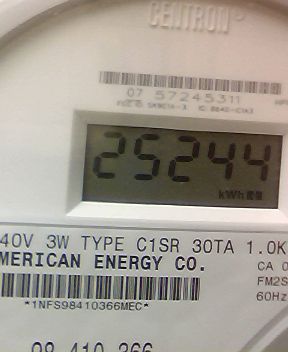 CENTRON
07 57245311
25244
kWh
40V 3W TYPE C1SR 30TA 1.0K
MERICAN ENERGY CO.
CA 0
FM2S
60Hz
*1NFS98410366MEC*
98 410 366